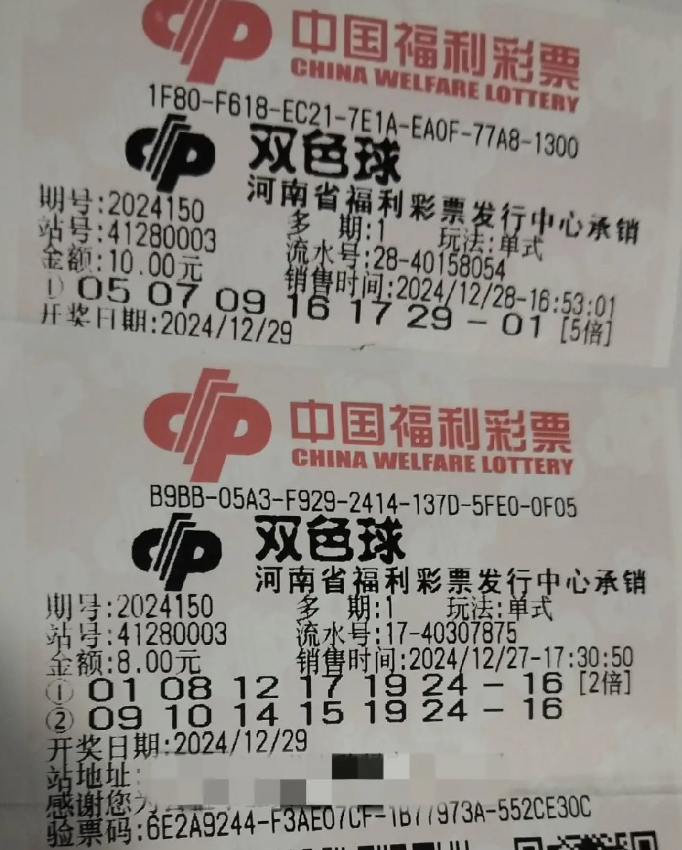 中国福利彩票
CHINA WELFARE LOTTERY
1F80-F618-EC21-7E1A-EA0F-77A8-1300
双色球
河南省福利彩票发行中心承销
期号:2024150 多 期:1 玩法:单式
站号:41280003 流水号:28-40158054
金额:10.00元 销售时间:2024/12/28-16:53:01
① 05 07 09 16 17 29 - 01 [5倍]
开奖日期:2024/12/29
中国福利彩票
CHINA WELFARE LOTTERY
B9BB-05A3-F929-2414-137D-5FE0-0F05
双色球
河南省福利彩票发行中心承销
期号:2024150 多 期:1 玩法:单式
站号:41280003 流水号:17-40307875
金额:8.00元 销售时间:2024/12/27-17:30:50
① 01 08 12 17 19 24 - 16 [2倍]
② 09 10 14 15 19 24 - 16
开奖日期:2024/12/29
站地址:
感谢您为
验票码:6E2A9244-F3AE07CF-1B77973A-552CE30C